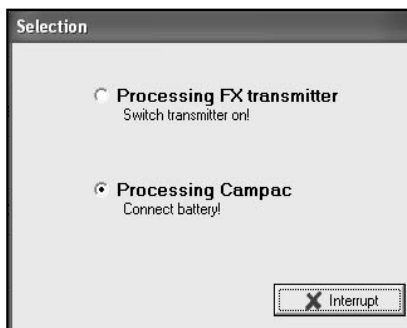 Selection
Processing FX transmitter
Switch transmitter on!
Processing Campac
Connect battery!
Interrupt